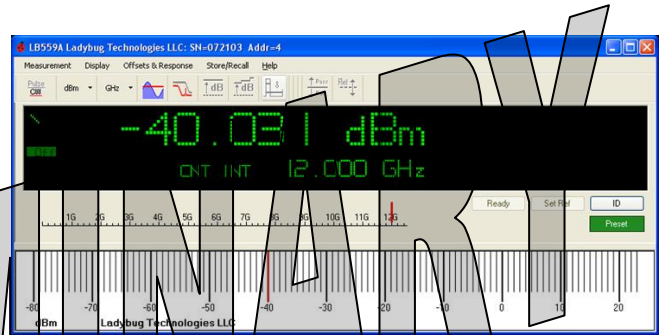 LB559A Ladybug Technologies LLC: SN=072103 Addr=4
Measurement Display Offsets & Response Store/Recall Help
Pulse CW dBm GHz dB dB Ref
-40.031 dBm
OFF
CNT INT 12.000 GHz
Ready Set Ref ID
1G 2G 3G 4G 5G 6G 7G 8G 9G 10G 11G 12G
Preset
-80 -70 -60 -50 -40 -30 -20 -10 0 10 20
dBm Ladybug Technologies LLC